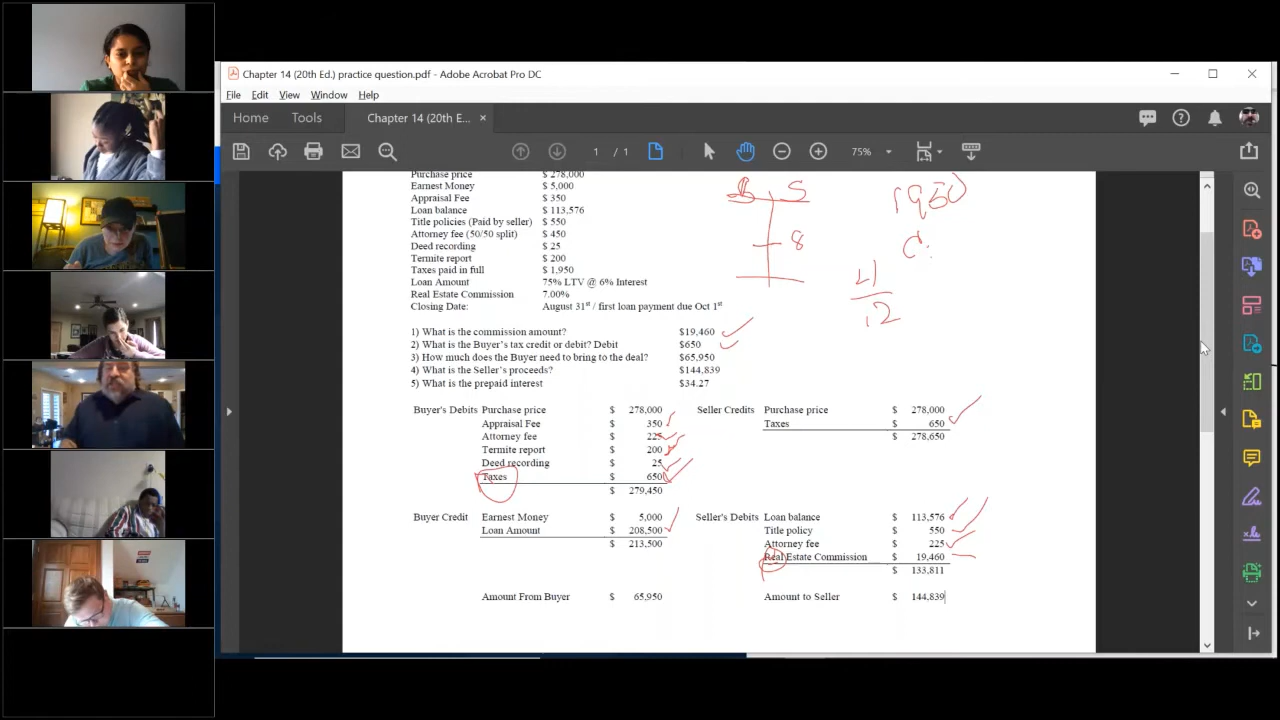 Chapter 14 (20th Ed.) practice question.pdf - Adobe Acrobat Pro DC
File Edit View Window Help
Home Tools Chapter 14 (20th E... ×
1 / 1 75%
Purchase price $ 278,000
Earnest Money $ 5,000
Appraisal Fee $ 350
Loan balance $ 113,576
Title policies (Paid by seller) $ 550
Attorney fee (50/50 split) $ 450
Deed recording $ 25
Termite report $ 200
Taxes paid in full $ 1,950
Loan Amount 75% LTV @ 6% Interest
Real Estate Commission 7.00%
Closing Date: August 31st / first loan payment due Oct 1st
B S
8
1950
4/12
1) What is the commission amount? $19,460
2) What is the Buyer's tax credit or debit? Debit $650
3) How much does the Buyer need to bring to the deal? $65,950
4) What is the Seller's proceeds? $144,839
5) What is the prepaid interest $34.27
Buyer's Debits Purchase price $ 278,000 Seller Credits Purchase price $ 278,000
Appraisal Fee $ 350 Taxes $ 650
Attorney fee $ 225 $ 278,650
Termite report $ 200
Deed recording $ 25
Taxes $ 650
$ 279,450
Buyer Credit Earnest Money $ 5,000 Seller's Debits Loan balance $ 113,576
Loan Amount $ 208,500 Title policy $ 550
$ 213,500 Attorney fee $ 225
Real Estate Commission $ 19,460
$ 133,811
Amount From Buyer $ 65,950 Amount to Seller $ 144,839